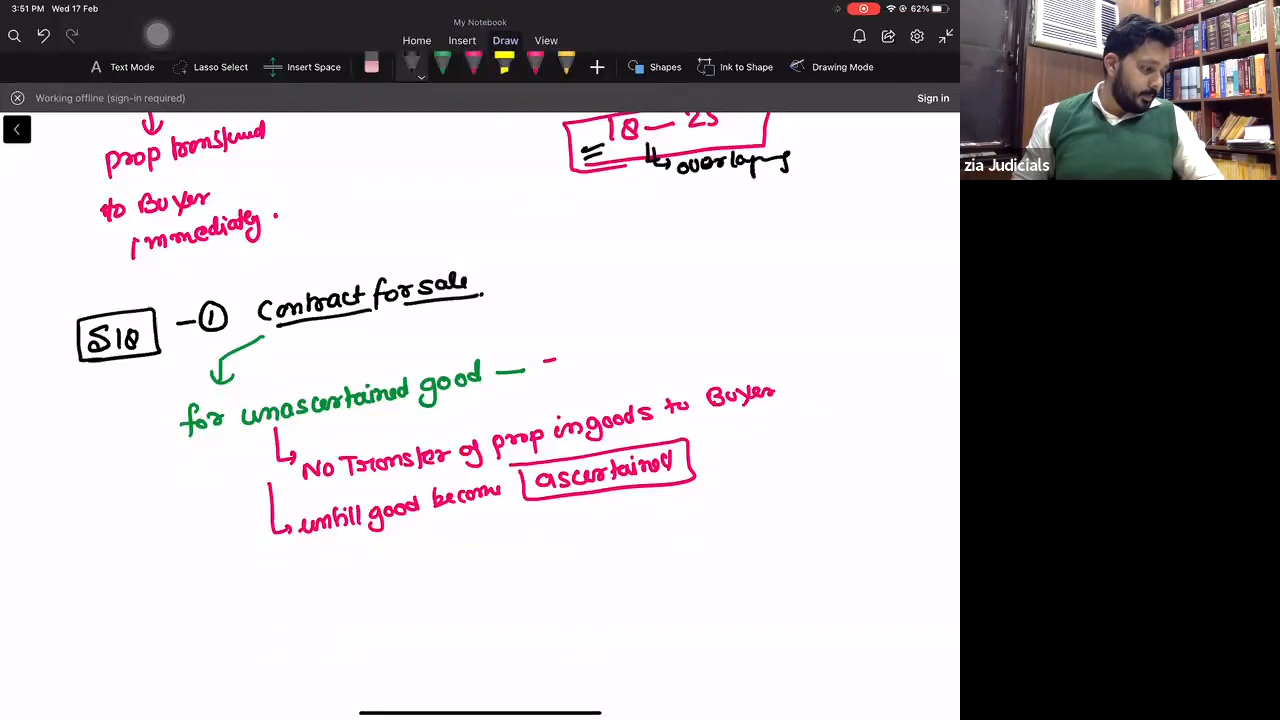 3:51 PM Wed 17 Feb
62%
My Notebook
Home Insert Draw View
Text Mode Lasso Select Insert Space Shapes Ink to Shape Drawing Mode
Working offline (sign-in required) Sign in
zia Judicials
18 — 25
overlaping
prop transferred
to Buyer
immediately.
S18 — ① Contract for sale.
for unascertained good —
No Transfer of prop in goods to Buyer
untill good become ascertained